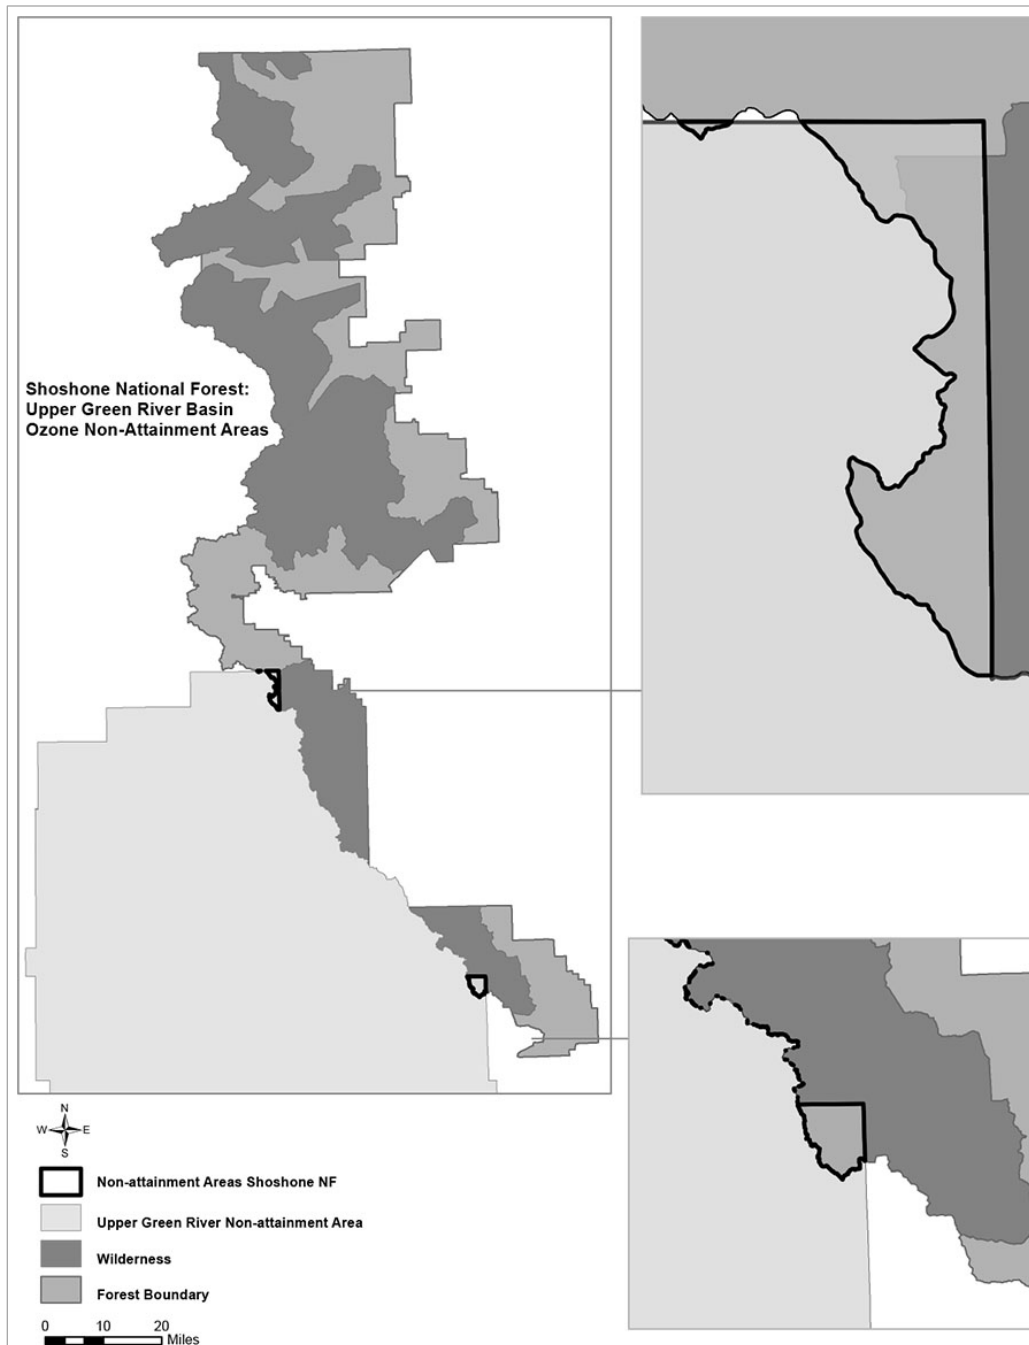 Shoshone National Forest:
Upper Green River Basin
Ozone Non-Attainment Areas
N
W E
S
Non-attainment Areas Shoshone NF
Upper Green River Non-attainment Area
Wilderness
Forest Boundary
0 10 20
Miles